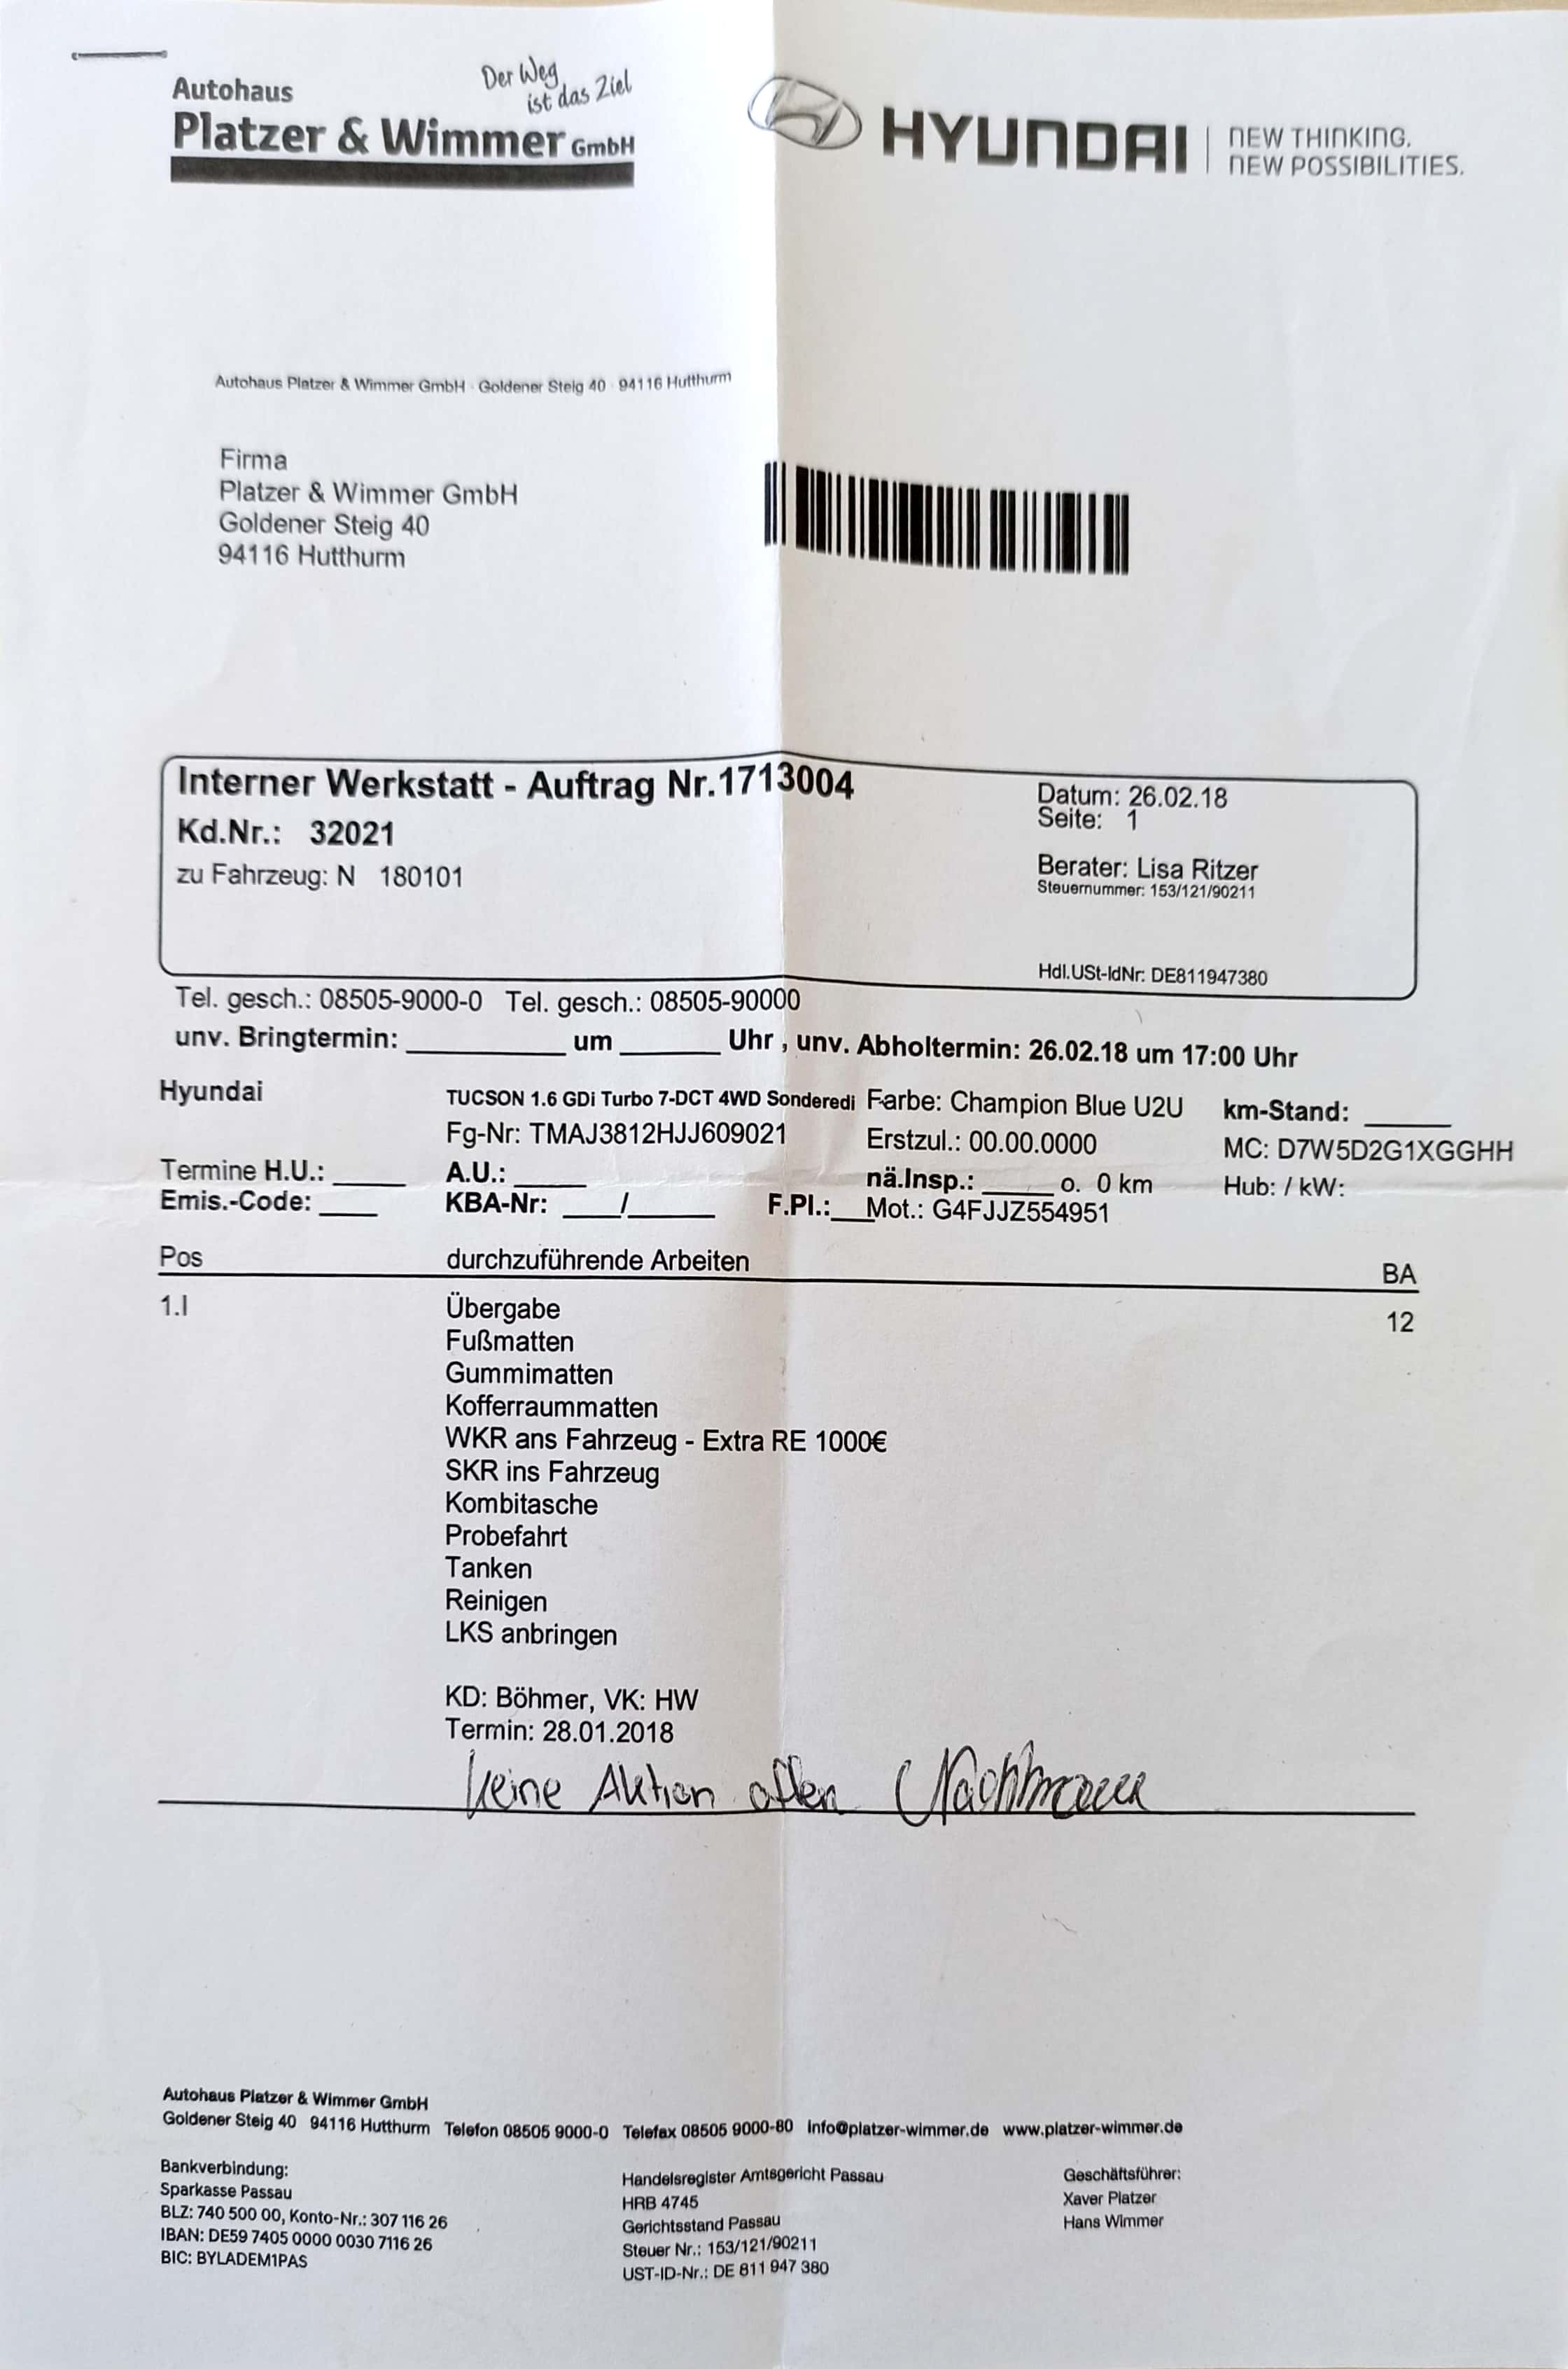 Autohaus
Der Weg
ist das Ziel
Platzer & Wimmer GmbH
HYUNDAI
NEW THINKING.
NEW POSSIBILITIES.
Autohaus Platzer & Wimmer GmbH · Goldener Steig 40 · 94116 Hutthurm
Firma
Platzer & Wimmer GmbH
Goldener Steig 40
94116 Hutthurm
Interner Werkstatt - Auftrag Nr.1713004
Kd.Nr.: 32021
zu Fahrzeug: N 180101
Datum: 26.02.18
Seite: 1
Berater: Lisa Ritzer
Steuernummer: 153/121/90211
Hdl.USt-IdNr: DE811947380
Tel. gesch.: 08505-9000-0 Tel. gesch.: 08505-90000
unv. Bringtermin: ________ um ______ Uhr , unv. Abholtermin: 26.02.18 um 17:00 Uhr
Hyundai TUCSON 1.6 GDi Turbo 7-DCT 4WD Sonderedi Farbe: Champion Blue U2U km-Stand: _____
Fg-Nr: TMAJ3812HJJ609021 Erstzul.: 00.00.0000 MC: D7W5D2G1XGGHH
Termine H.U.: _____ A.U.: _____ nä.Insp.: _____ o. 0 km Hub: / kW:
Emis.-Code: ____ KBA-Nr: ____/______ F.Pl.:___ Mot.: G4FJJZ554951
Pos durchzuführende Arbeiten BA
1.I Übergabe 12
Fußmatten
Gummimatten
Kofferraummatten
WKR ans Fahrzeug - Extra RE 1000€
SKR ins Fahrzeug
Kombitasche
Probefahrt
Tanken
Reinigen
LKS anbringen
KD: Böhmer, VK: HW
Termin: 28.01.2018
keine Aktion offen
Autohaus Platzer & Wimmer GmbH
Goldener Steig 40 94116 Hutthurm Telefon 08505 9000-0 Telefax 08505 9000-80 info@platzer-wimmer.de www.platzer-wimmer.de
Bankverbindung:
Sparkasse Passau
BLZ: 740 500 00, Konto-Nr.: 307 116 26
IBAN: DE59 7405 0000 0030 7116 26
BIC: BYLADEM1PAS
Handelsregister Amtsgericht Passau
HRB 4745
Gerichtsstand Passau
Steuer Nr.: 153/121/90211
UST-ID-Nr.: DE 811 947 380
Geschäftsführer:
Xaver Platzer
Hans Wimmer